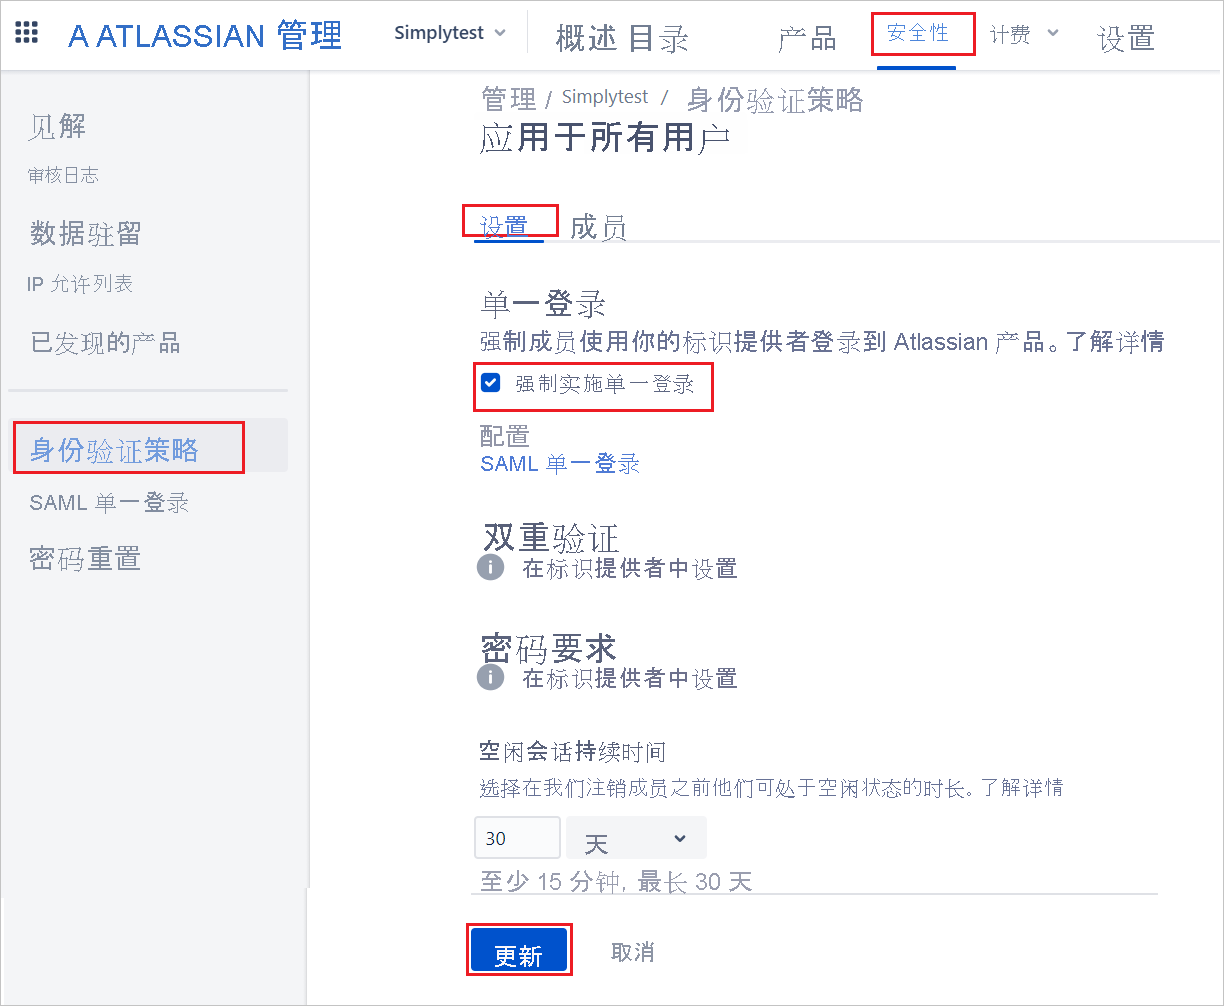 A ATLASSIAN 管理 Simplytest 概述 目录 产品 安全性 计费 设置
见解
审核日志
数据驻留
IP 允许列表
已发现的产品
身份验证策略
SAML 单一登录
密码重置
管理 / Simplytest / 身份验证策略
应用于所有用户
设置 成员
单一登录
强制成员使用你的标识提供者登录到 Atlassian 产品。了解详情
强制实施单一登录
配置
SAML 单一登录
双重验证
在标识提供者中设置
密码要求
在标识提供者中设置
空闲会话持续时间
选择在我们注销成员之前他们可处于空闲状态的时长。了解详情
30 天
至少 15 分钟, 最长 30 天
更新 取消